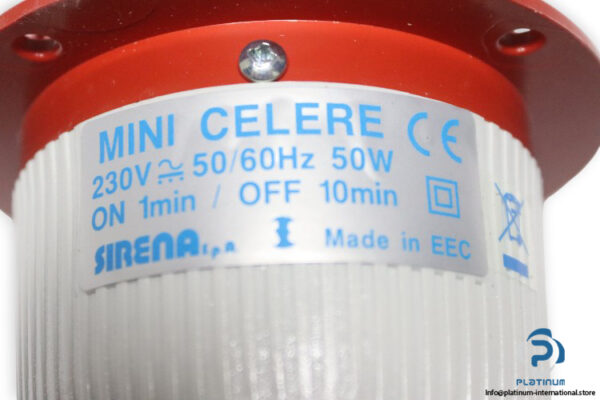 MINI CELERE CE
230V 50/60Hz 50W
ON 1min / OFF 10min
SIRENA s.p.a. Made in EEC
PLATINUM
info@platinum-international.store